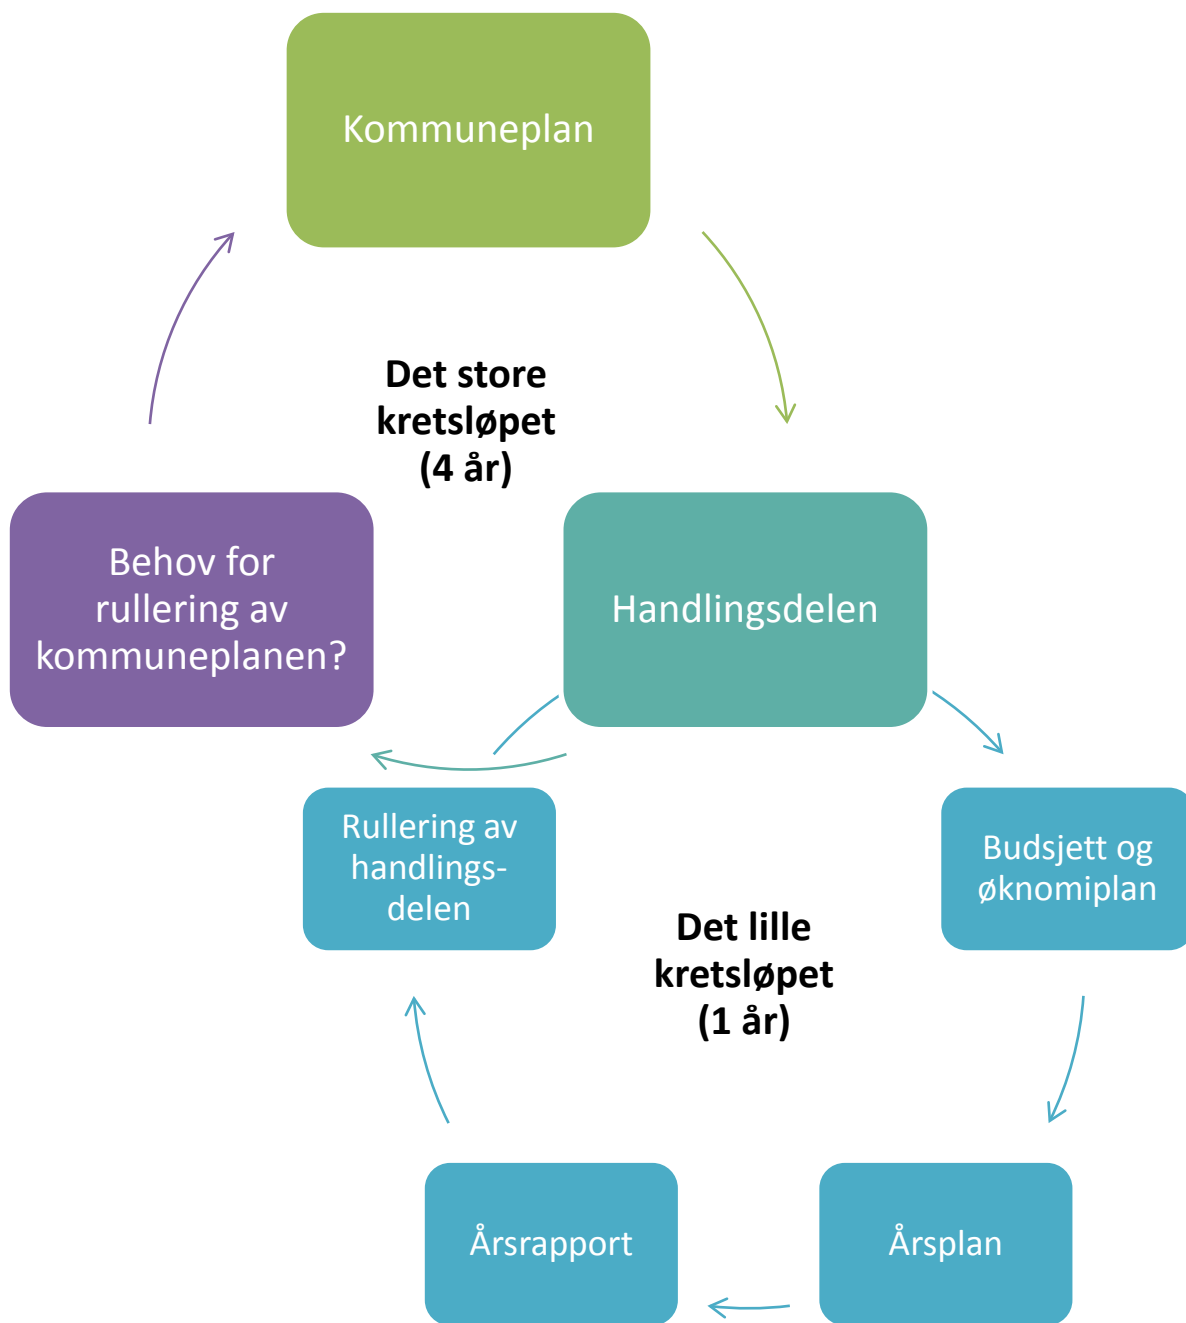 Kommuneplan
Det store
kretsløpet
(4 år)
Behov for
rullering av
kommuneplanen?
Handlingsdelen
Rullering av
handlings-
delen
Budsjett og
øknomiplan
Det lille
kretsløpet
(1 år)
Årsrapport
Årsplan